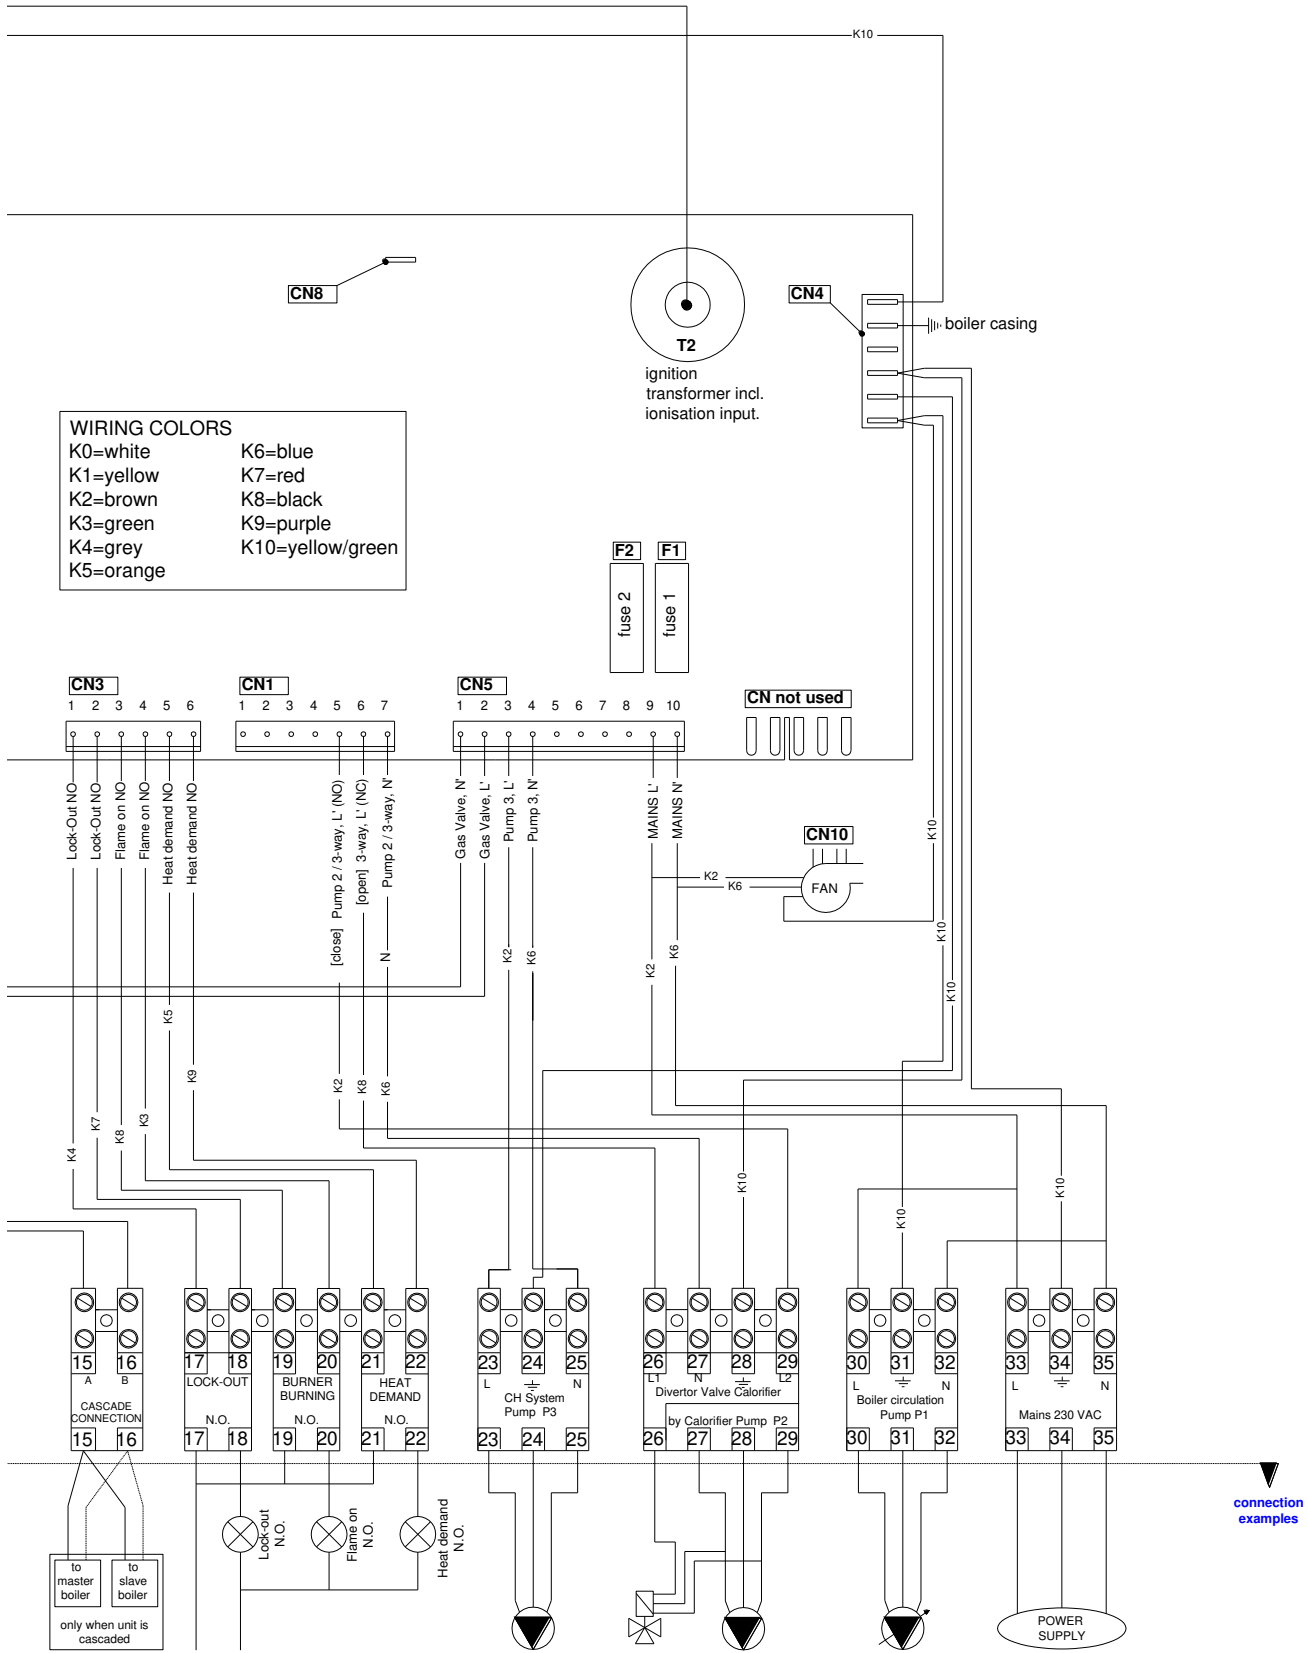 K10
CN8
CN4
boiler casing
T2
ignition
transformer incl.
ionisation input.
WIRING COLORS
K0=white
K1=yellow
K2=brown
K3=green
K4=grey
K5=orange
K6=blue
K7=red
K8=black
K9=purple
K10=yellow/green
F2
F1
fuse 2
fuse 1
CN3
1 2 3 4 5 6
CN1
1 2 3 4 5 6 7
CN5
1 2 3 4 5 6 7 8 9 10
CN not used
Lock-Out NO
Lock-Out NO
Flame on NO
Flame on NO
Heat demand NO
Heat demand NO
[close] Pump 2 / 3-way, L' (NO)
[open] 3-way, L' (NC)
N Pump 2 / 3-way, N'
Gas Valve, N'
Gas Valve, L'
Pump 3, L'
Pump 3, N'
MAINS L'
MAINS N'
CN10
FAN
K2
K6
K10
K10
K10
K2
K6
K2
K6
K5
K9
K2
K8
K6
K4
K7
K8
K3
K10
K10
K10
15 16
A B
CASCADE
CONNECTION
15 16
17 18
LOCK-OUT
N.O.
17 18
19 20
BURNER
BURNING
N.O.
19 20
21 22
HEAT
DEMAND
N.O.
21 22
23 24 25
L N
CH System
Pump P3
23 24 25
26 27 28 29
L1 N L2
Divertor Valve Calorifier
by Calorifier Pump P2
26 27 28 29
30 31 32
L N
Boiler circulation
Pump P1
30 31 32
33 34 35
L N
Mains 230 VAC
33 34 35
connection
examples
Lock-out
N.O.
Flame on
N.O.
Heat demand
N.O.
to
master
boiler
to
slave
boiler
only when unit is
cascaded
POWER
SUPPLY